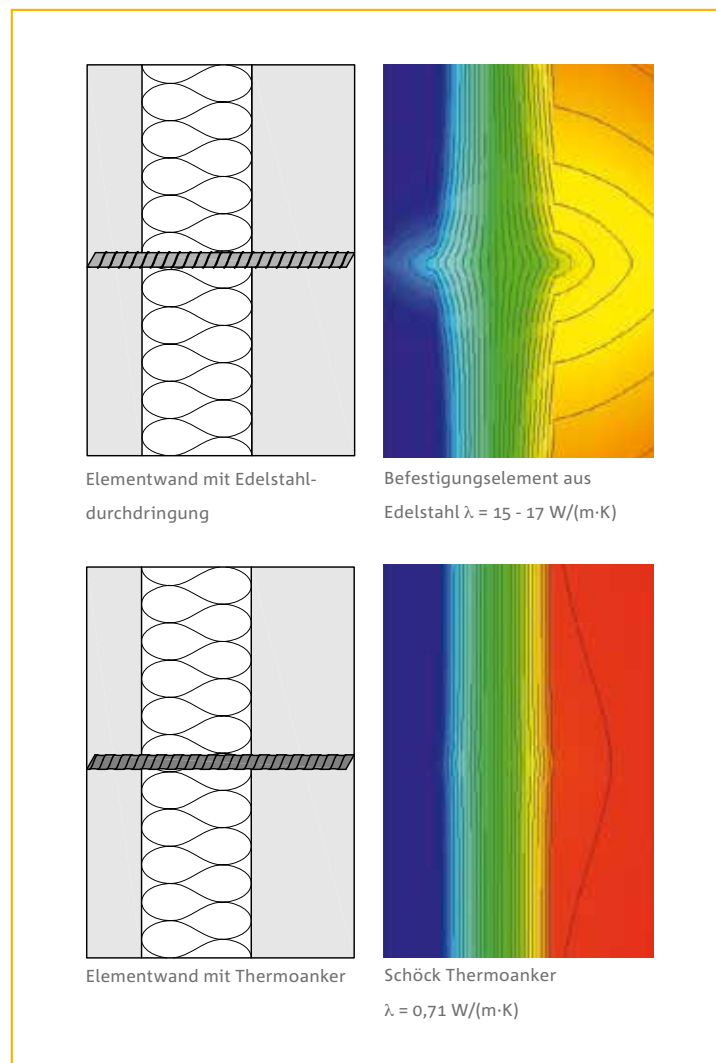 Elementwand mit Edelstahl-
durchdringung
Befestigungselement aus
Edelstahl λ = 15 - 17 W/(m·K)
Elementwand mit Thermoanker
Schöck Thermoanker
λ = 0,71 W/(m·K)